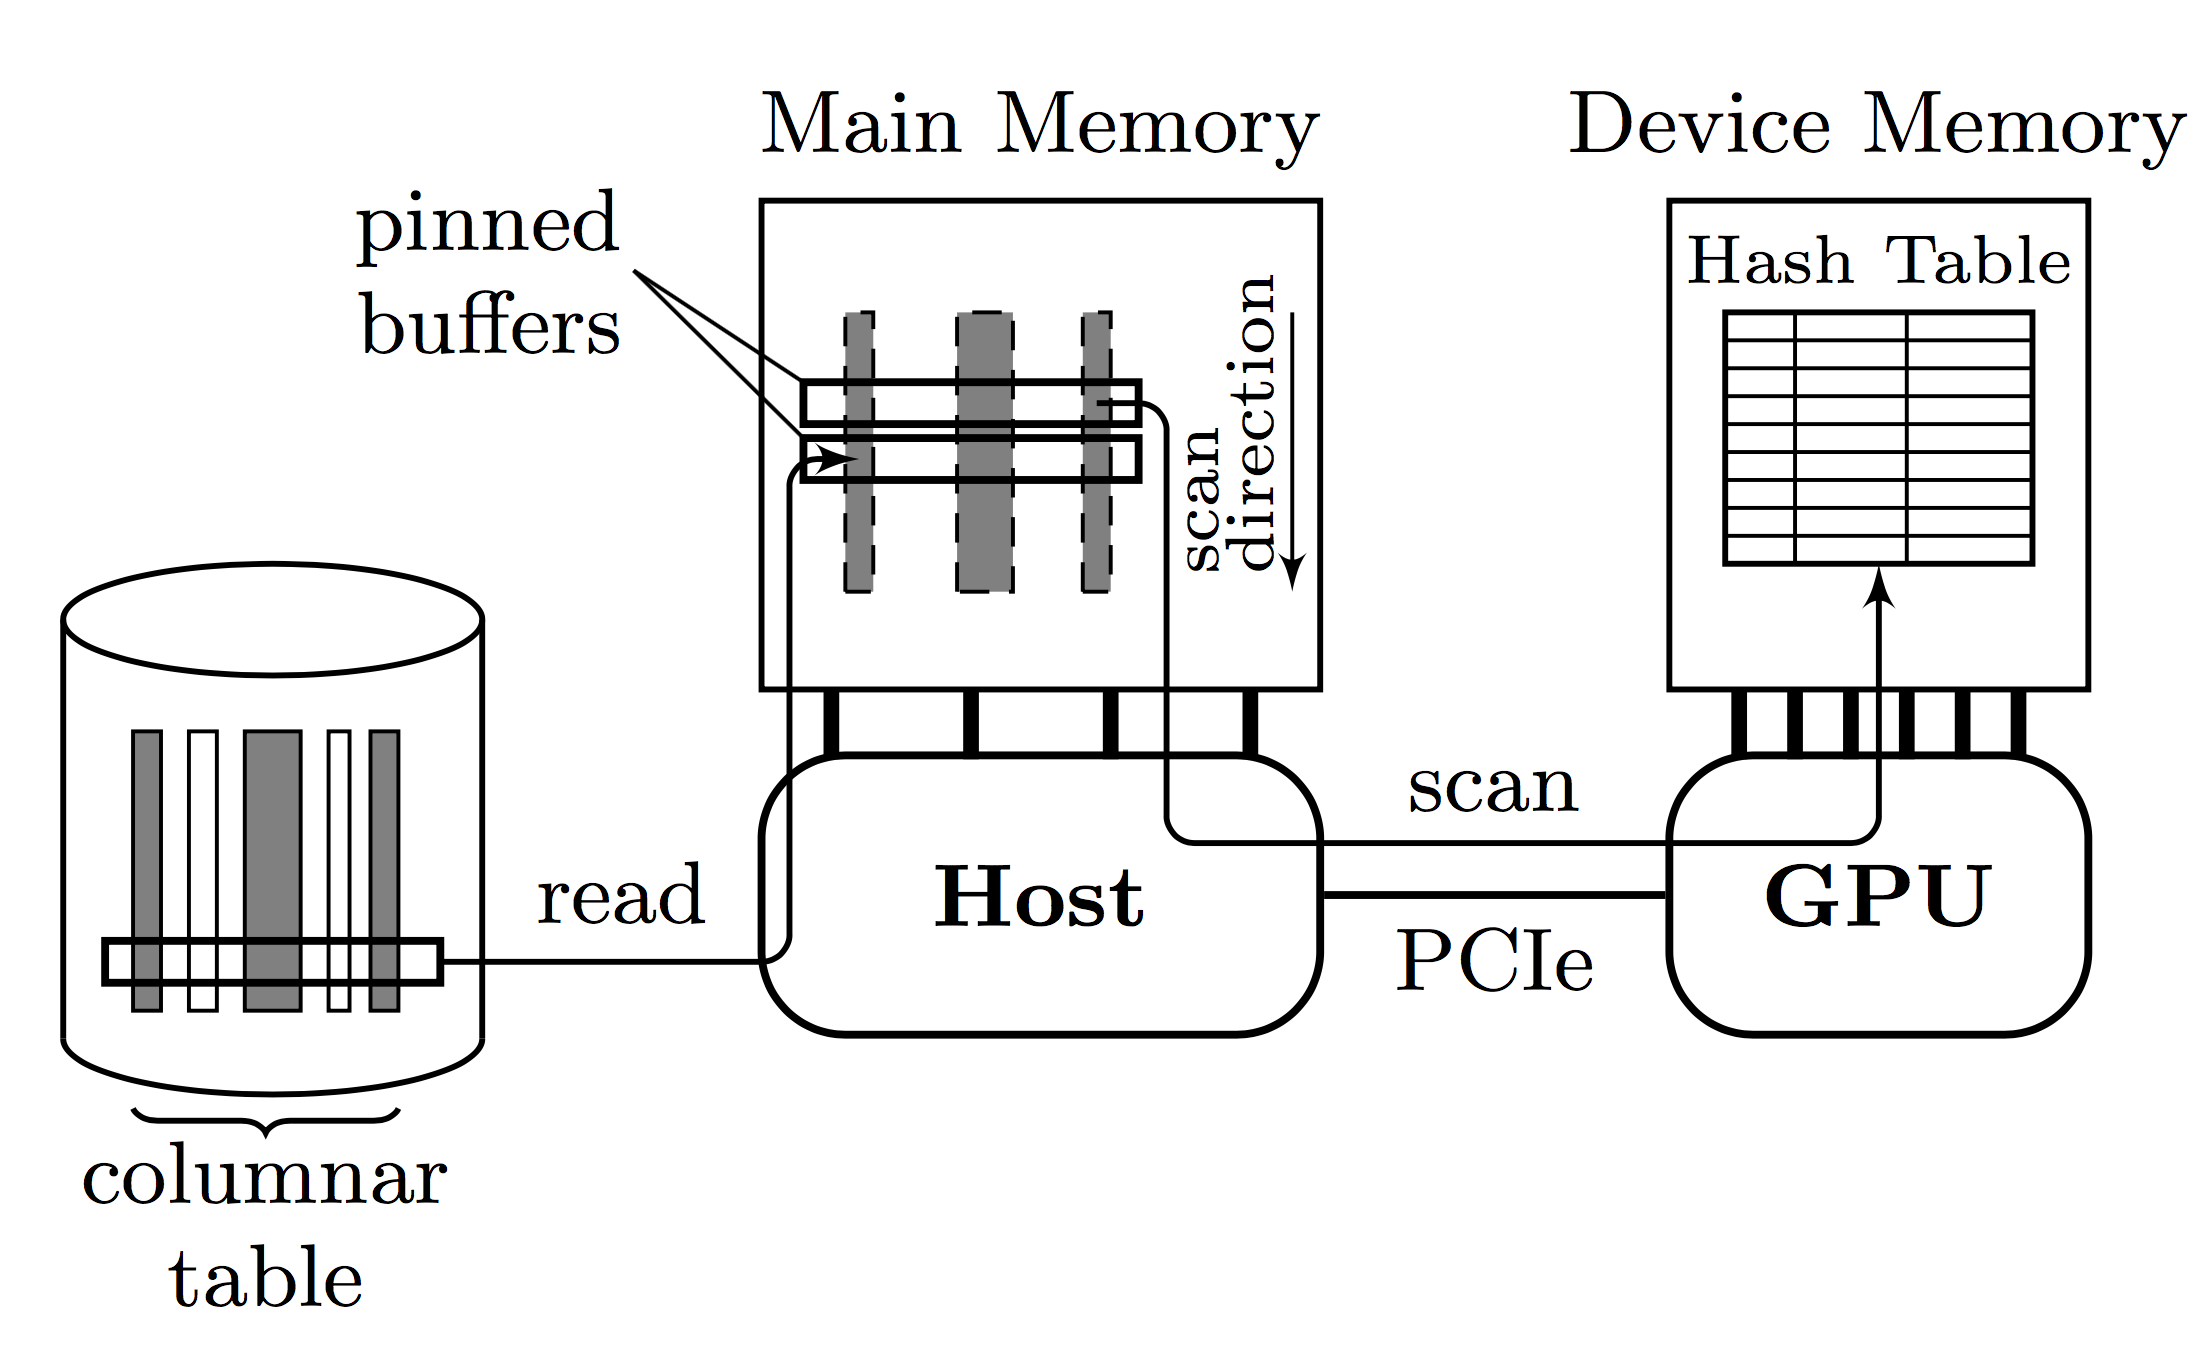 Main Memory
Device Memory
pinned
buffers
Hash Table
scan
direction
scan
read
Host
GPU
PCIe
columnar
table